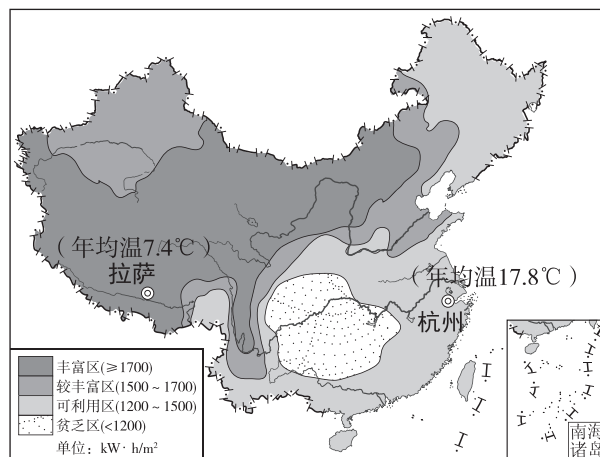 (年均温7.4℃)
拉萨
(年均温17.8℃)
杭州
丰富区(≥1700)
较丰富区(1500~1700)
可利用区(1200~1500)
贫乏区(<1200)
单位：kW·h/m²
南海
诸岛